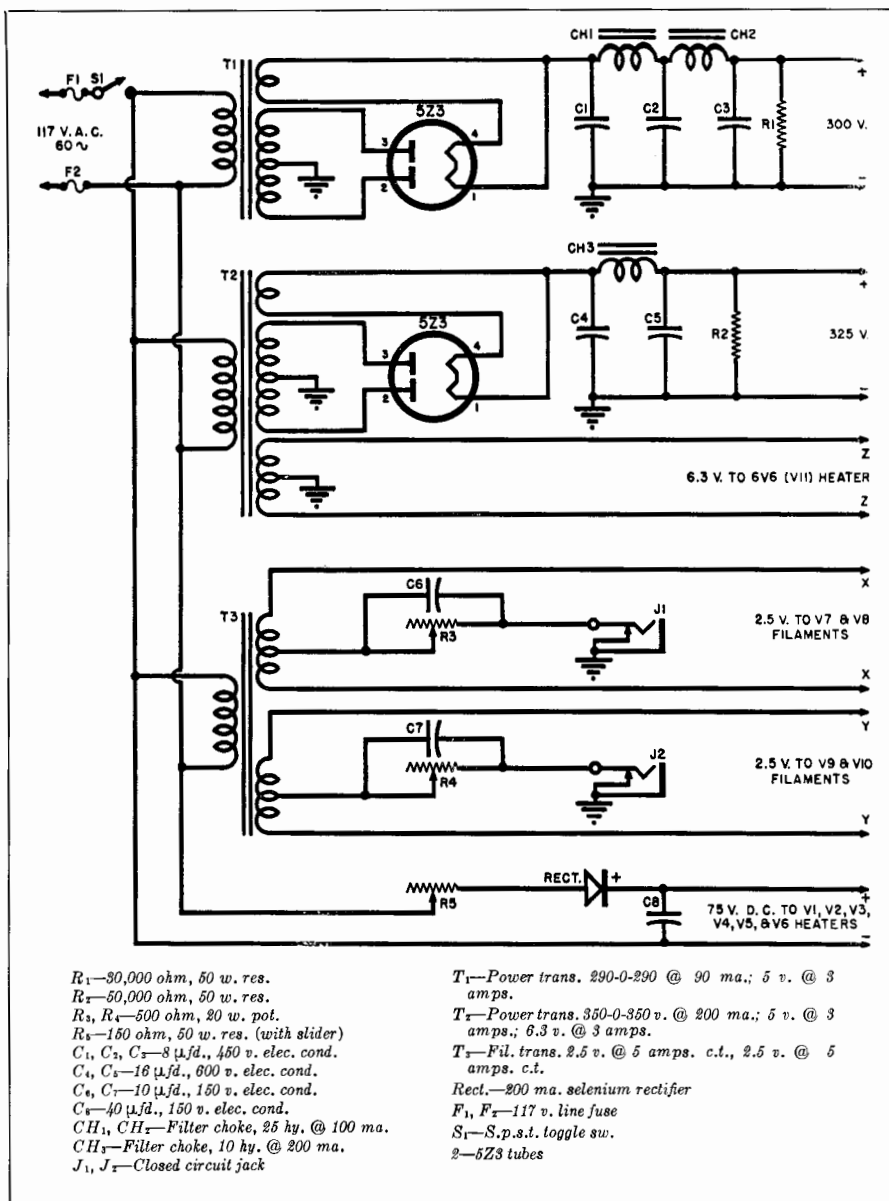 CH1 CH2
F1 S1 T1
5Z3
3 4
2 1
C1 C2 C3 R1
+
300 V.
-
117 V. A. C.
60 ~
F2
T2
5Z3
3 4
2 1
CH3
C4 C5 R2
+
325 V.
-
Z
6.3 V. TO 6V6 (V11) HEATER
Z
T3
X
C6
R3
J1
2.5 V. TO V7 & V8
FILAMENTS
X
Y
C7
R4
J2
2.5 V. TO V9 & V10
FILAMENTS
Y
R5
RECT. +
C8
+
75 V. D. C. TO V1, V2, V3,
V4, V5, & V6 HEATERS
-
R₁—30,000 ohm, 50 w. res.
R₂—50,000 ohm, 50 w. res.
R₃, R₄—500 ohm, 20 w. pot.
R₅—150 ohm, 50 w. res. (with slider)
C₁, C₂, C₃—8 μfd., 450 v. elec. cond.
C₄, C₅—16 μfd., 600 v. elec. cond.
C₆, C₇—10 μfd., 150 v. elec. cond.
C₈—40 μfd., 150 v. elec. cond.
CH₁, CH₂—Filter choke, 25 hy. @ 100 ma.
CH₃—Filter choke, 10 hy. @ 200 ma.
J₁, J₂—Closed circuit jack
T₁—Power trans. 290-0-290 @ 90 ma.; 5 v. @ 3
amps.
T₂—Power trans. 350-0-350 v. @ 200 ma.; 5 v. @ 3
amps.; 6.3 v. @ 3 amps.
T₃—Fil. trans. 2.5 v. @ 5 amps. c.t., 2.5 v. @ 5
amps. c.t.
Rect.—200 ma. selenium rectifier
F₁, F₂—117 v. line fuse
S₁—S.p.s.t. toggle sw.
2—5Z3 tubes